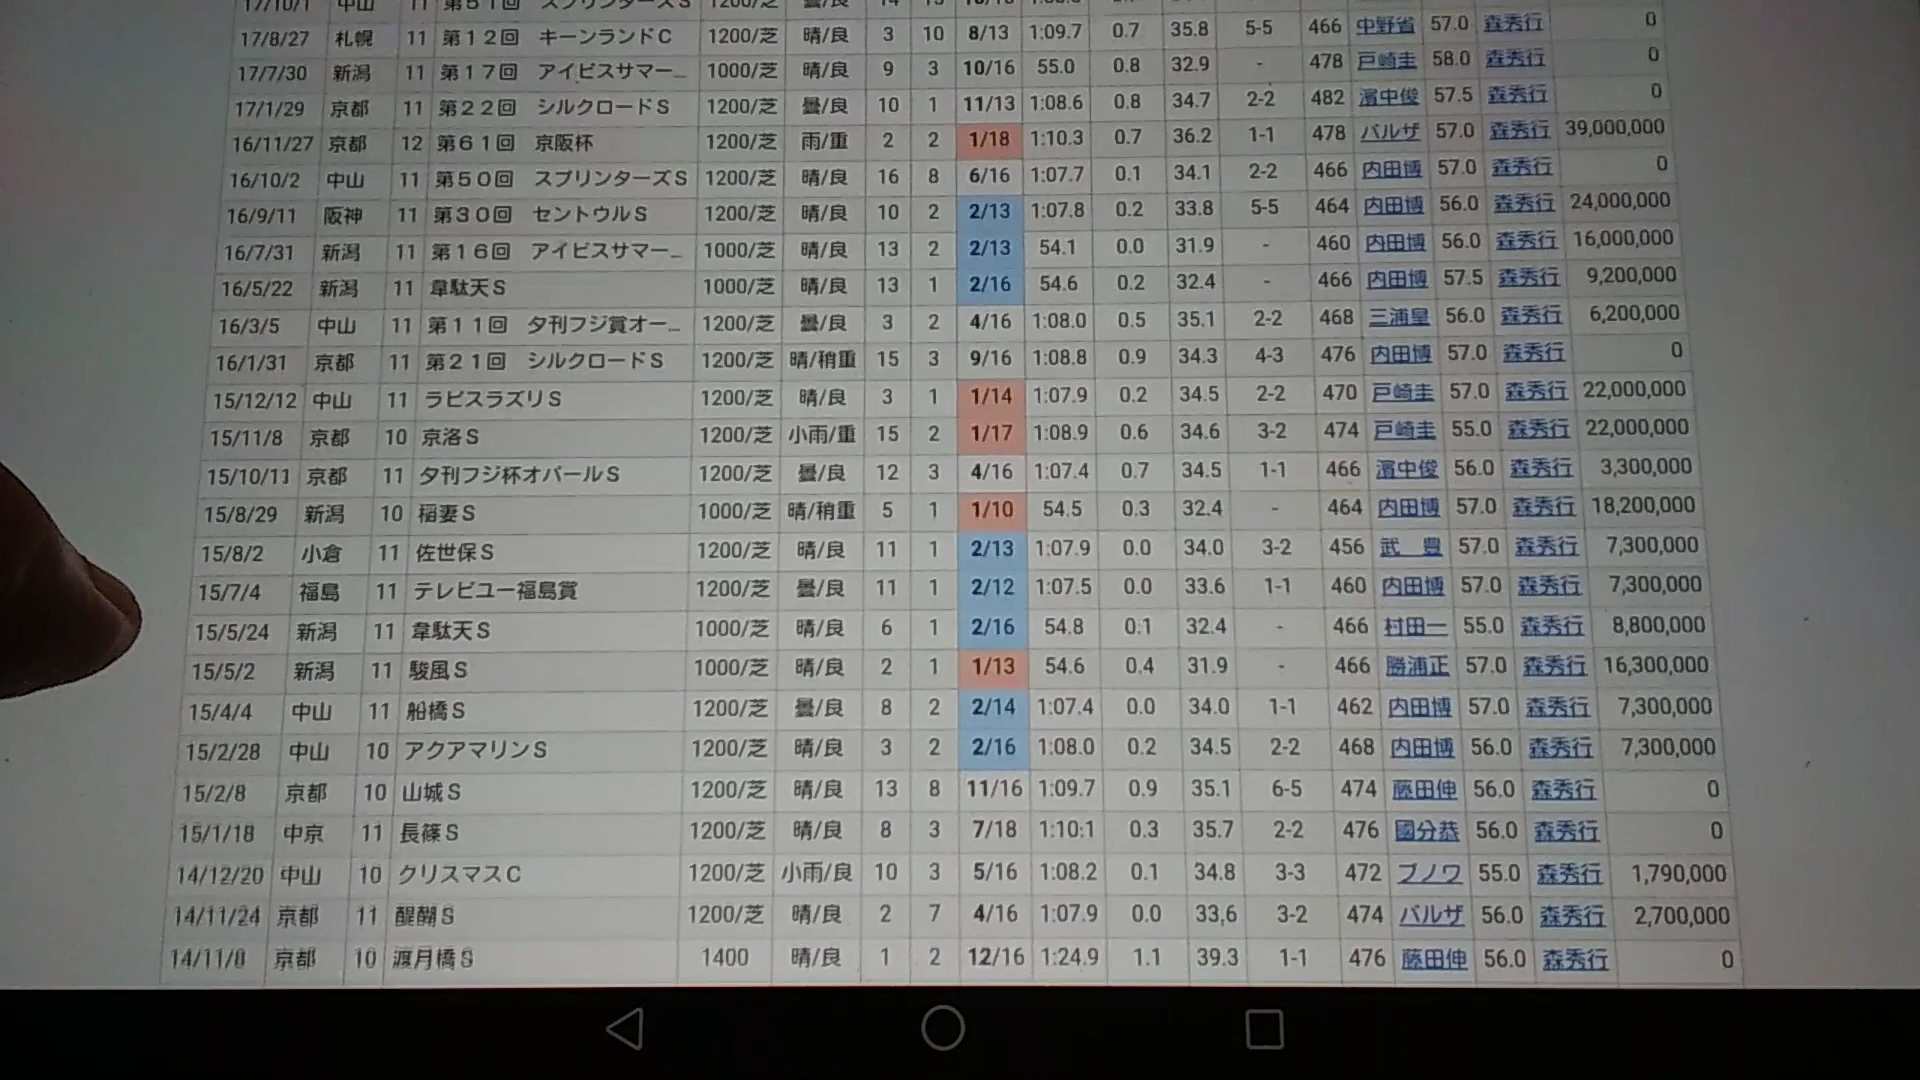 17/10/1 中山 11 第51回 スプリンターズS 1200/芝 曇/良
17/8/27 札幌 11 第12回 キーンランドC 1200/芝 晴/良 3 10 8/13 1:09.7 0.7 35.8 5-5 466 中野省 57.0 森秀行 0
17/7/30 新潟 11 第17回 アイビスサマー_ 1000/芝 晴/良 9 3 10/16 55.0 0.8 32.9 - 478 戸崎圭 58.0 森秀行 0
17/1/29 京都 11 第22回 シルクロードS 1200/芝 曇/良 10 1 11/13 1:08.6 0.8 34.7 2-2 482 濱中俊 57.5 森秀行 0
16/11/27 京都 12 第61回 京阪杯 1200/芝 雨/重 2 2 1/18 1:10.3 0.7 36.2 1-1 478 バルザ 57.0 森秀行 39,000,000
16/10/2 中山 11 第50回 スプリンターズS 1200/芝 晴/良 16 8 6/16 1:07.7 0.1 34.1 2-2 466 内田博 57.0 森秀行 0
16/9/11 阪神 11 第30回 セントウルS 1200/芝 晴/良 10 2 2/13 1:07.8 0.2 33.8 5-5 464 内田博 56.0 森秀行 24,000,000
16/7/31 新潟 11 第16回 アイビスサマー_ 1000/芝 晴/良 13 2 2/13 54.1 0.0 31.9 - 460 内田博 56.0 森秀行 16,000,000
16/5/22 新潟 11 韋駄天S 1000/芝 晴/良 13 1 2/16 54.6 0.2 32.4 - 466 内田博 57.5 森秀行 9,200,000
16/3/5 中山 11 第11回 夕刊フジ賞オー_ 1200/芝 曇/良 3 2 4/16 1:08.0 0.5 35.1 2-2 468 三浦皇 56.0 森秀行 6,200,000
16/1/31 京都 11 第21回 シルクロードS 1200/芝 晴/稍重 15 3 9/16 1:08.8 0.9 34.3 4-3 476 内田博 57.0 森秀行 0
15/12/12 中山 11 ラピスラズリS 1200/芝 晴/良 3 1 1/14 1:07.9 0.2 34.5 2-2 470 戸崎圭 57.0 森秀行 22,000,000
15/11/8 京都 10 京洛S 1200/芝 小雨/重 15 2 1/17 1:08.9 0.6 34.6 3-2 474 戸崎圭 55.0 森秀行 22,000,000
15/10/11 京都 11 夕刊フジ杯オパールS 1200/芝 曇/良 12 3 4/16 1:07.4 0.7 34.5 1-1 466 濱中俊 56.0 森秀行 3,300,000
15/8/29 新潟 10 稲妻S 1000/芝 晴/稍重 5 1 1/10 54.5 0.3 32.4 - 464 内田博 57.0 森秀行 18,200,000
15/8/2 小倉 11 佐世保S 1200/芝 晴/良 11 1 2/13 1:07.9 0.0 34.0 3-2 456 武 豊 57.0 森秀行 7,300,000
15/7/4 福島 11 テレビユー福島賞 1200/芝 曇/良 11 1 2/12 1:07.5 0.0 33.6 1-1 460 内田博 57.0 森秀行 7,300,000
15/5/24 新潟 11 韋駄天S 1000/芝 晴/良 6 1 2/16 54.8 0.1 32.4 - 466 村田一 55.0 森秀行 8,800,000
15/5/2 新潟 11 駿風S 1000/芝 晴/良 2 1 1/13 54.6 0.4 31.9 - 466 勝浦正 57.0 森秀行 16,300,000
15/4/4 中山 11 船橋S 1200/芝 曇/良 8 2 2/14 1:07.4 0.0 34.0 1-1 462 内田博 57.0 森秀行 7,300,000
15/2/28 中山 10 アクアマリンS 1200/芝 晴/良 3 2 2/16 1:08.0 0.2 34.5 2-2 468 内田博 56.0 森秀行 7,300,000
15/2/8 京都 10 山城S 1200/芝 晴/良 13 8 11/16 1:09.7 0.9 35.1 6-5 474 藤田伸 56.0 森秀行 0
15/1/18 中京 11 長篠S 1200/芝 晴/良 8 3 7/18 1:10.1 0.3 35.7 2-2 476 國分恭 56.0 森秀行 0
14/12/20 中山 10 クリスマスC 1200/芝 小雨/良 10 3 5/16 1:08.2 0.1 34.8 3-3 472 ブノワ 55.0 森秀行 1,790,000
14/11/24 京都 11 醍醐S 1200/芝 晴/良 2 7 4/16 1:07.9 0.0 33,6 3-2 474 バルザ 56.0 森秀行 2,700,000
14/11/8 京都 10 渡月橋S 1400 晴/良 1 2 12/16 1:24.9 1.1 39.3 1-1 476 藤田伸 56.0 森秀行 0